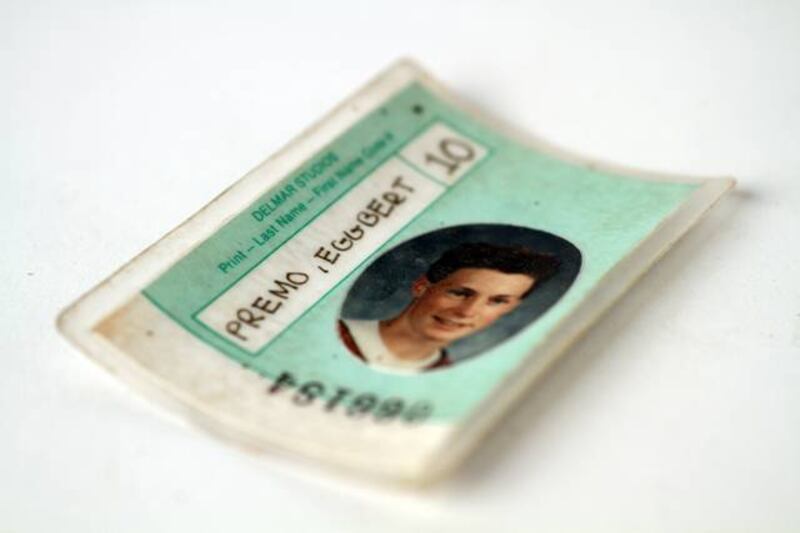 DELMAR STUDIOS
Print – Last Name – First Name Grade #
PREMO , EGGBERT 10